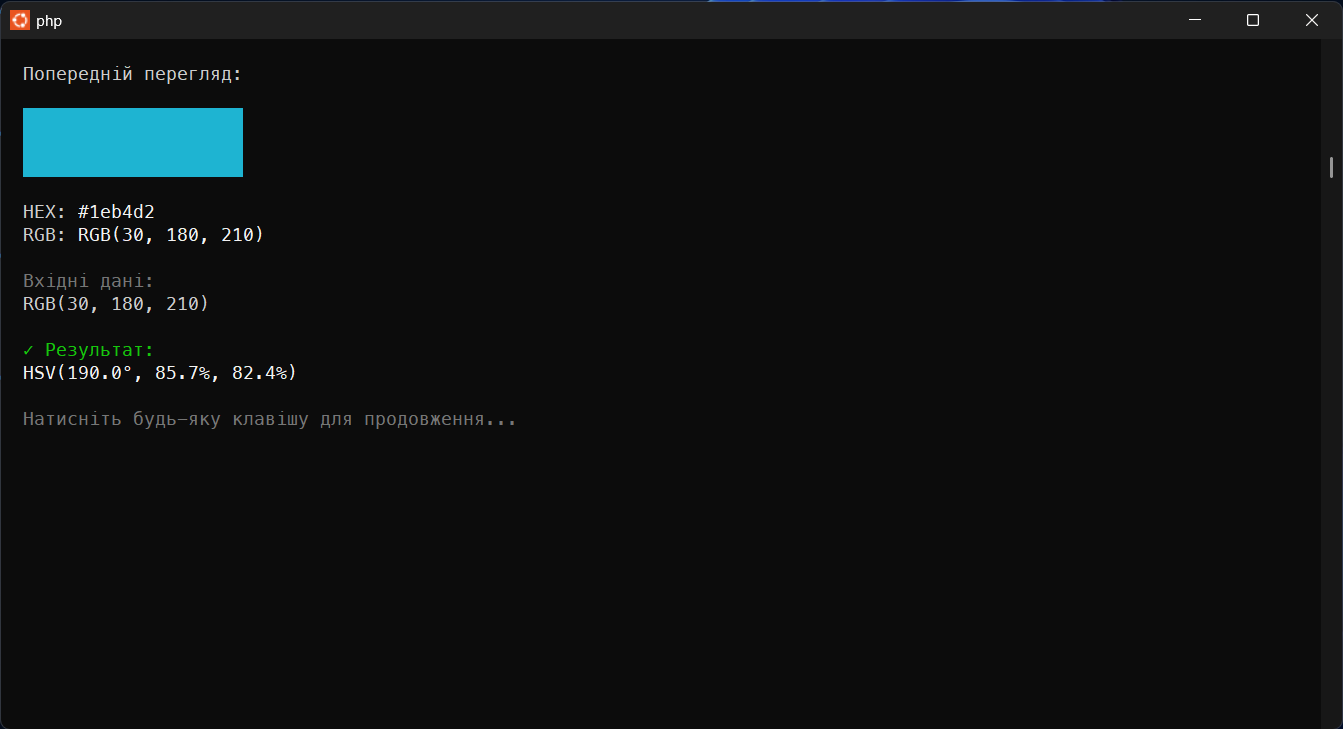 php
Попередній перегляд:
HEX: #1eb4d2
RGB: RGB(30, 180, 210)
Вхідні дані:
RGB(30, 180, 210)
✓ Результат:
HSV(190.0°, 85.7%, 82.4%)
Натисніть будь-яку клавішу для продовження...